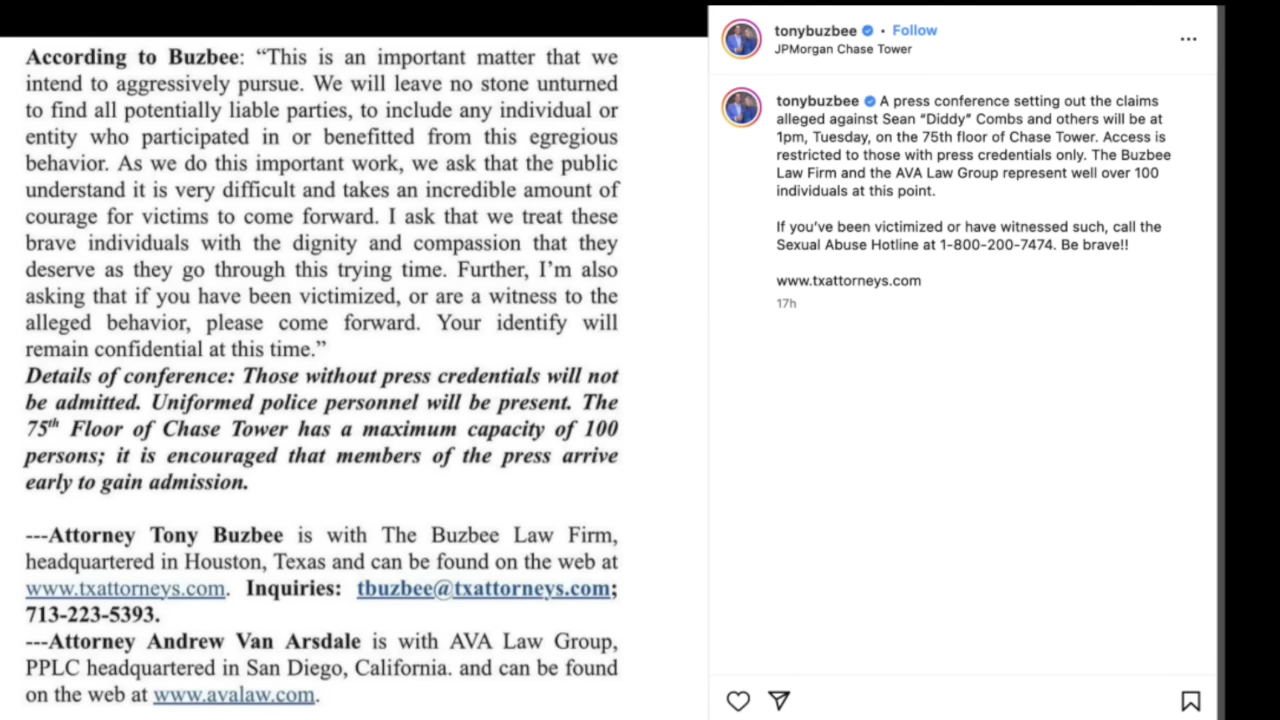 According to Buzbee: “This is an important matter that we
intend to aggressively pursue. We will leave no stone unturned
to find all potentially liable parties, to include any individual or
entity who participated in or benefitted from this egregious
behavior. As we do this important work, we ask that the public
understand it is very difficult and takes an incredible amount of
courage for victims to come forward. I ask that we treat these
brave individuals with the dignity and compassion that they
deserve as they go through this trying time. Further, I’m also
asking that if you have been victimized, or are a witness to the
alleged behavior, please come forward. Your identify will
remain confidential at this time.”
Details of conference: Those without press credentials will not
be admitted. Uniformed police personnel will be present. The
75th Floor of Chase Tower has a maximum capacity of 100
persons; it is encouraged that members of the press arrive
early to gain admission.
---Attorney Tony Buzbee is with The Buzbee Law Firm,
headquartered in Houston, Texas and can be found on the web at
www.txattorneys.com. Inquiries: tbuzbee@txattorneys.com;
713-223-5393.
---Attorney Andrew Van Arsdale is with AVA Law Group,
PPLC headquartered in San Diego, California. and can be found
on the web at www.avalaw.com.
tonybuzbee • Follow
JPMorgan Chase Tower
tonybuzbee A press conference setting out the claims
alleged against Sean “Diddy” Combs and others will be at
1pm, Tuesday, on the 75th floor of Chase Tower. Access is
restricted to those with press credentials only. The Buzbee
Law Firm and the AVA Law Group represent well over 100
individuals at this point.
If you’ve been victimized or have witnessed such, call the
Sexual Abuse Hotline at 1-800-200-7474. Be brave!!
www.txattorneys.com
17h